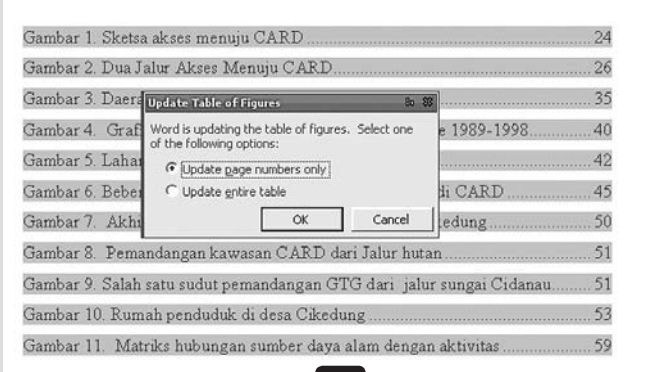 Gambar 1. Sketsa akses menuju CARD ........ 24
Gambar 2. Dua Jalur Akses Menuju CARD ........ 26
Gambar 3. Daera 35
Gambar 4. Graf e 1989-1998 ........ 40
Gambar 5. Laha 42
Gambar 6. Bebe di CARD ........ 45
Gambar 7. Akhi kedung ........ 50
Gambar 8. Pemandangan kawasan CARD dari Jalur hutan ........ 51
Gambar 9. Salah satu sudut pemandangan GTG dari jalur sungai Cidanau ........ 51
Gambar 10. Rumah penduduk di desa Cikedung ........ 53
Gambar 11. Matriks hubungan sumber daya alam dengan aktivitas ........ 59
Update Table of Figures
Word is updating the table of figures. Select one
of the following options:
Update page numbers only
Update entire table
OK Cancel